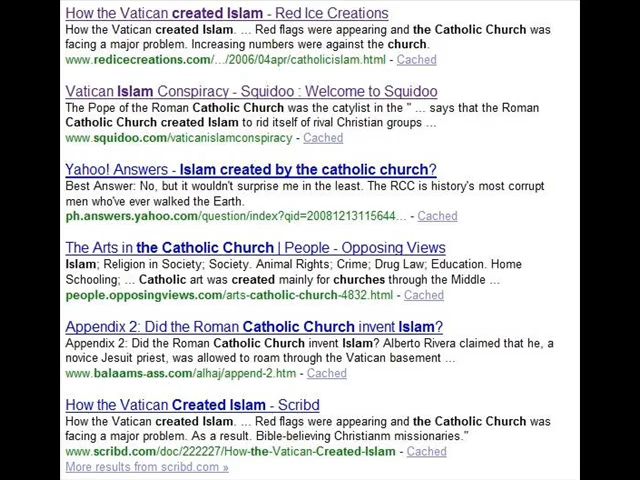 How the Vatican created Islam - Red Ice Creations
How the Vatican created Islam. ... Red flags were appearing and the Catholic Church was
facing a major problem. Increasing numbers were against the church.
www.redicecreations.com/.../2006/04apr/catholicislam.html - Cached
Vatican Islam Conspiracy - Squidoo : Welcome to Squidoo
The Pope of the Roman Catholic Church was the catylist in the " ... says that the Roman
Catholic Church created Islam to rid itself of rival Christian groups ...
www.squidoo.com/vaticanislamconspiracy - Cached
Yahoo! Answers - Islam created by the catholic church?
Best Answer: No, but it wouldn't surprise me in the least. The RCC is history's most corrupt
men who've ever walked the Earth.
ph.answers.yahoo.com/question/index?qid=20081213115644... - Cached
The Arts in the Catholic Church | People - Opposing Views
Islam; Religion in Society; Society. Animal Rights; Crime; Drug Law; Education. Home
Schooling; ... Catholic art was created mainly for churches through the Middle ...
people.opposingviews.com/arts-catholic-church-4832.html - Cached
Appendix 2: Did the Roman Catholic Church invent Islam?
Appendix 2: Did the Roman Catholic Church invent Islam? Alberto Rivera claimed that he, a
novice Jesuit priest, was allowed to roam through the Vatican basement ...
www.balaams-ass.com/alhaj/append-2.htm - Cached
How the Vatican Created Islam - Scribd
How the Vatican created Islam. ... Red flags were appearing and the Catholic Church was
facing a major problem. As a result. Bible-believing Christianm missionaries."
www.scribd.com/doc/222227/How-the-Vatican-Created-Islam - Cached
More results from scribd.com »